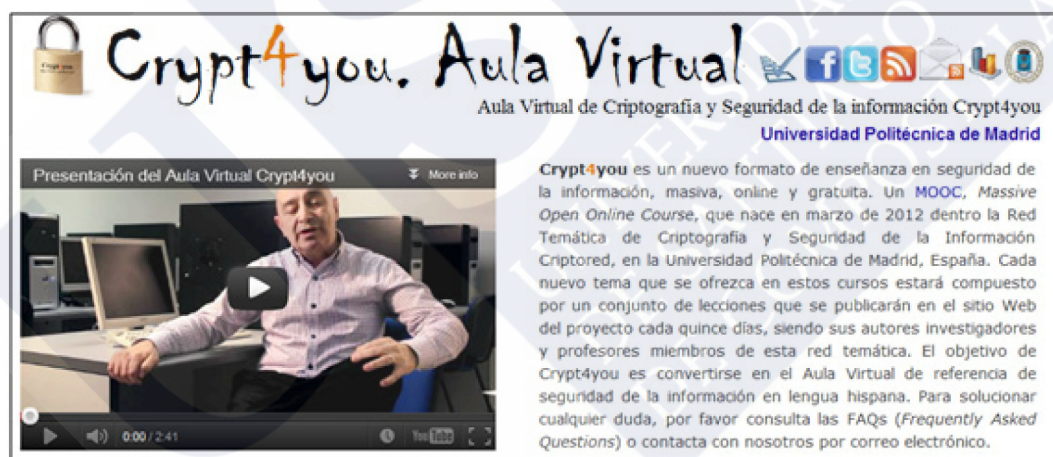 Crypt4you. Aula Virtual
Aula Virtual de Criptografía y Seguridad de la información Crypt4you
Universidad Politécnica de Madrid
Presentación del Aula Virtual Crypt4you
More info
0:00 / 2:41
YouTube
Crypt4you es un nuevo formato de enseñanza en seguridad de
la información, masiva, online y gratuita. Un MOOC, Massive
Open Online Course, que nace en marzo de 2012 dentro la Red
Temática de Criptografía y Seguridad de la Información
Criptored, en la Universidad Politécnica de Madrid, España. Cada
nuevo tema que se ofrezca en estos cursos estará compuesto
por un conjunto de lecciones que se publicarán en el sitio Web
del proyecto cada quince días, siendo sus autores investigadores
y profesores miembros de esta red temática. El objetivo de
Crypt4you es convertirse en el Aula Virtual de referencia de
seguridad de la información en lengua hispana. Para solucionar
cualquier duda, por favor consulta las FAQs (Frequently Asked
Questions) o contacta con nosotros por correo electrónico.